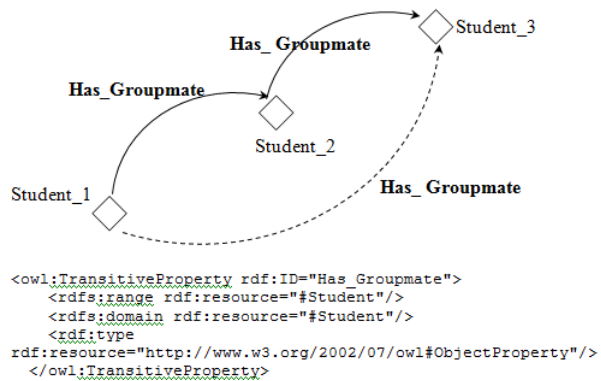 Student_3
Has_ Groupmate
Has_Groupmate
Student_2
Student_1
Has_ Groupmate
<owl:TransitiveProperty rdf:ID="Has_Groupmate">
<rdfs:range rdf:resource="#Student"/>
<rdfs:domain rdf:resource="#Student"/>
<rdf:type
rdf:resource="http://www.w3.org/2002/07/owl#ObjectProperty"/>
</owl:TransitiveProperty>